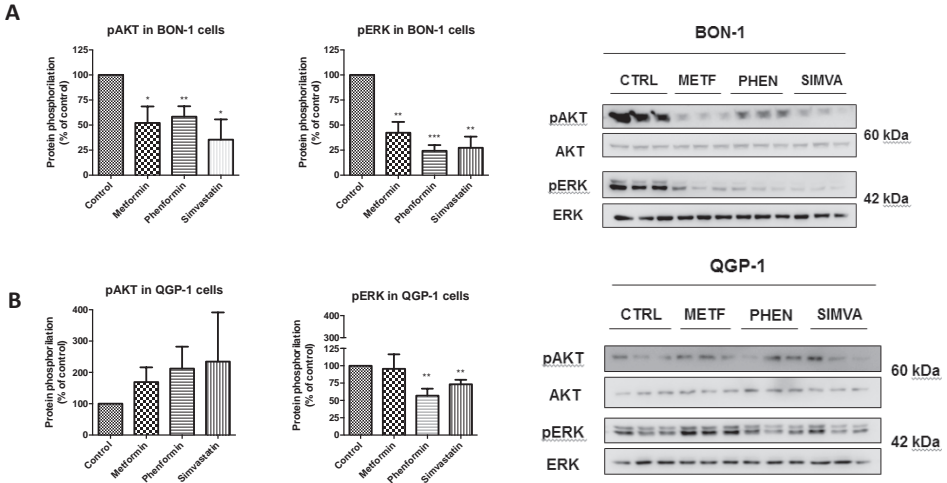 A
pAKT in BON-1 cells
Protein phosphorilation
(% of control)
125
100
75
50
25
0
*
**
*
Control
Metformin
Phenformin
Simvastatin
pERK in BON-1 cells
Protein phosphorilation
(% of control)
125
100
75
50
25
0
**
***
**
Control
Metformin
Phenformin
Simvastatin
BON-1
CTRL METF PHEN SIMVA
pAKT
60 kDa
AKT
pERK
42 kDa
ERK
B
pAKT in QGP-1 cells
Protein phosphorilation
(% of control)
400
300
200
100
0
Control
Metformin
Phenformin
Simvastatin
pERK in QGP-1 cells
Protein phosphorilation
(% of control)
400
300
200
125
100
75
50
25
0
**
**
Control
Metformin
Phenformin
Simvastatin
QGP-1
CTRL METF PHEN SIMVA
pAKT
60 kDa
AKT
pERK
42 kDa
ERK